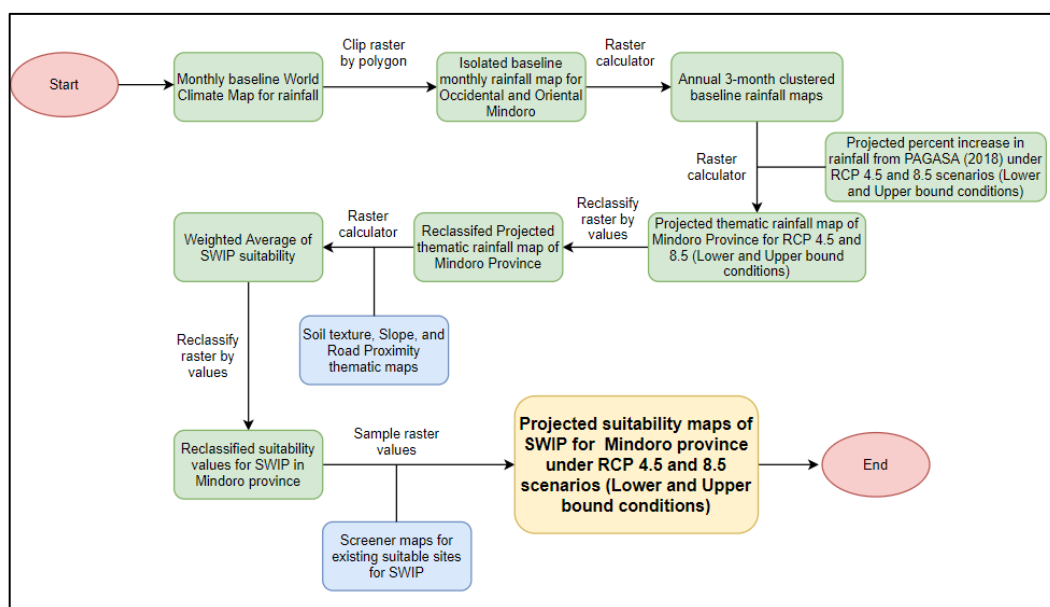 Start
Monthly baseline World
Climate Map for rainfall
Clip raster
by polygon
Isolated baseline
monthly rainfall map for
Occidental and Oriental
Mindoro
Raster
calculator
Annual 3-month clustered
baseline rainfall maps
Raster
calculator
Projected percent increase in
rainfall from PAGASA (2018) under
RCP 4.5 and 8.5 scenarios (Lower
and Upper bound conditions)
Projected thematic rainfall map of
Mindoro Province for RCP 4.5 and
8.5 (Lower and Upper bound
conditions)
Reclassify
raster by
values
Reclassifed Projected
thematic rainfall map of
Mindoro Province
Raster
calculator
Soil texture, Slope, and
Road Proximity
thematic maps
Weighted Average of
SWIP suitability
Reclassify
raster by
values
Reclassified suitability
values for SWIP in
Mindoro province
Sample raster
values
Screener maps for
existing suitable sites
for SWIP
Projected suitability maps of
SWIP for Mindoro province
under RCP 4.5 and 8.5
scenarios (Lower and Upper
bound conditions)
End